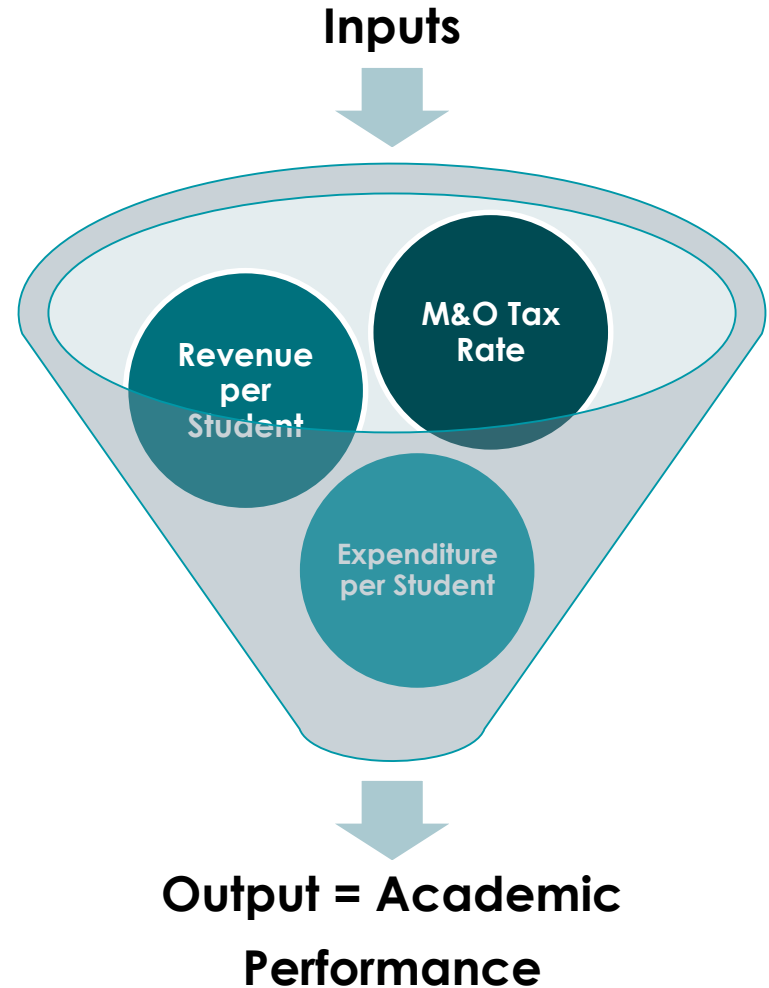 Inputs
M&O Tax
Rate
Revenue
per
Student
Expenditure
per Student
Output = Academic
Performance